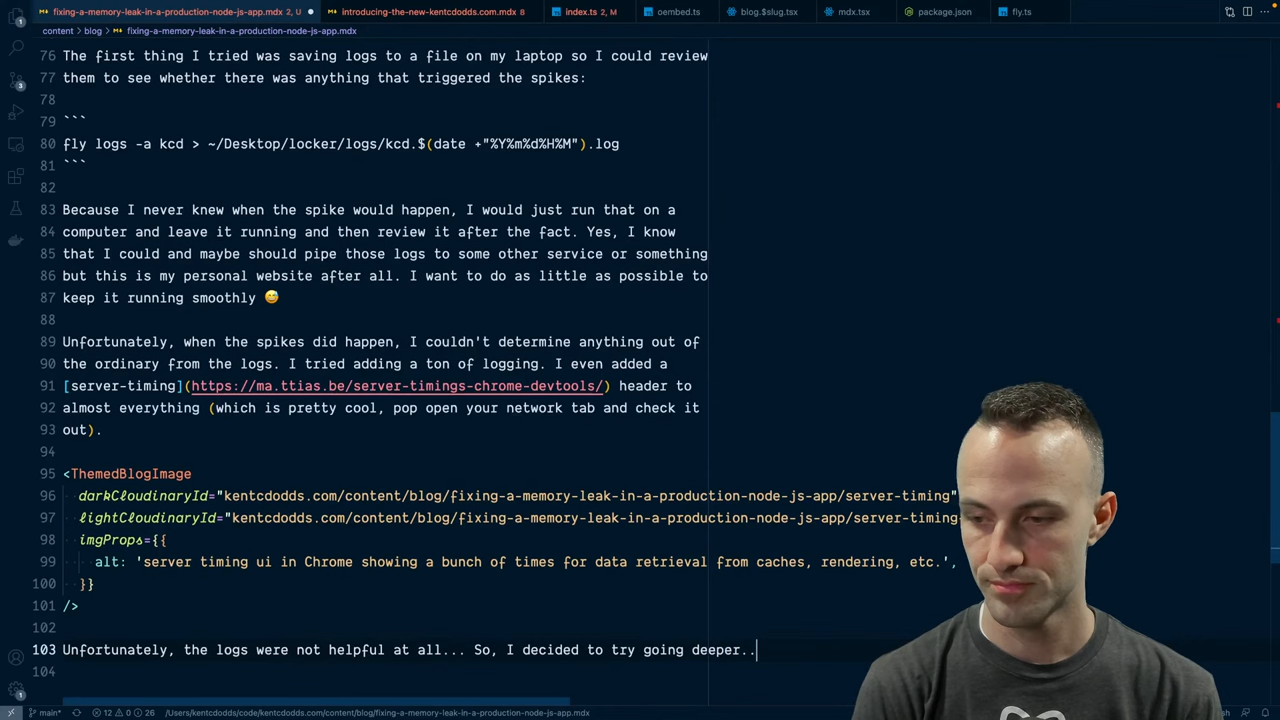 fixing-a-memory-leak-in-a-production-node-js-app.mdx 2, U
introducing-the-new-kentcdodds.com.mdx 8
index.ts 2, M
oembed.ts
blog.$slug.tsx
mdx.tsx
package.json
fly.ts
content > blog > fixing-a-memory-leak-in-a-production-node-js-app.mdx
76 The first thing I tried was saving logs to a file on my laptop so I could review
77 them to see whether there was anything that triggered the spikes:
78
79 ```
80 fly logs -a kcd > ~/Desktop/locker/logs/kcd.$(date +"%Y%m%d%H%M").log
81 ```
82
83 Because I never knew when the spike would happen, I would just run that on a
84 computer and leave it running and then review it after the fact. Yes, I know
85 that I could and maybe should pipe those logs to some other service or something
86 but this is my personal website after all. I want to do as little as possible to
87 keep it running smoothly 😅
88
89 Unfortunately, when the spikes did happen, I couldn't determine anything out of
90 the ordinary from the logs. I tried adding a ton of logging. I even added a
91 [server-timing](https://ma.ttias.be/server-timings-chrome-devtools/) header to
92 almost everything (which is pretty cool, pop open your network tab and check it
93 out).
94
95 <ThemedBlogImage
96 darkCloudinaryId="kentcdodds.com/content/blog/fixing-a-memory-leak-in-a-production-node-js-app/server-timing"
97 lightCloudinaryId="kentcdodds.com/content/blog/fixing-a-memory-leak-in-a-production-node-js-app/server-timing-
98 imgProps={{
99 alt: 'server timing ui in Chrome showing a bunch of times for data retrieval from caches, rendering, etc.',
100 }}
101 />
102
103 Unfortunately, the logs were not helpful at all... So, I decided to try going deeper..
104
main* 12 0 26 /Users/kentcdodds/code/kentcdodds.com/content/blog/fixing-a-memory-leak-in-a-production-node-js-app.mdx